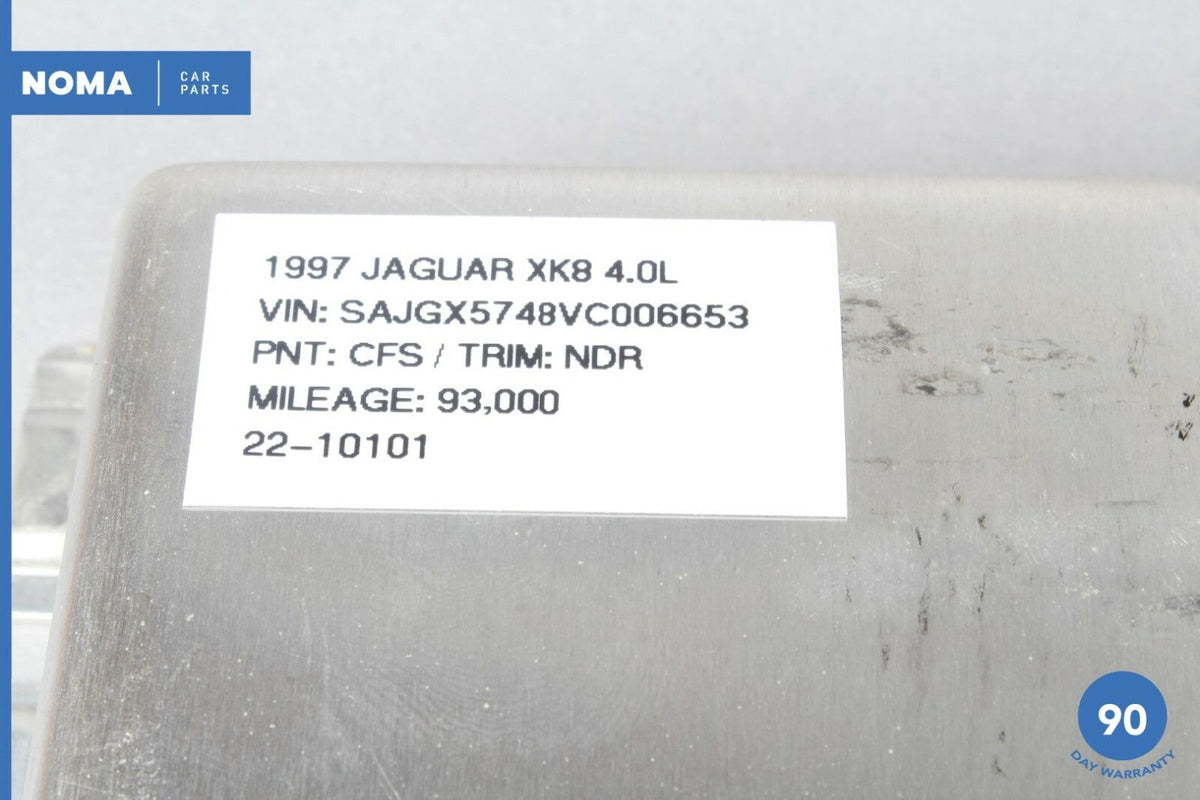 NOMA
CAR
PARTS
1997 JAGUAR XK8 4.0L
VIN: SAJGX5748VC006653
PNT: CFS / TRIM: NDR
MILEAGE: 93,000
22-10101
90
DAY WARRANTY